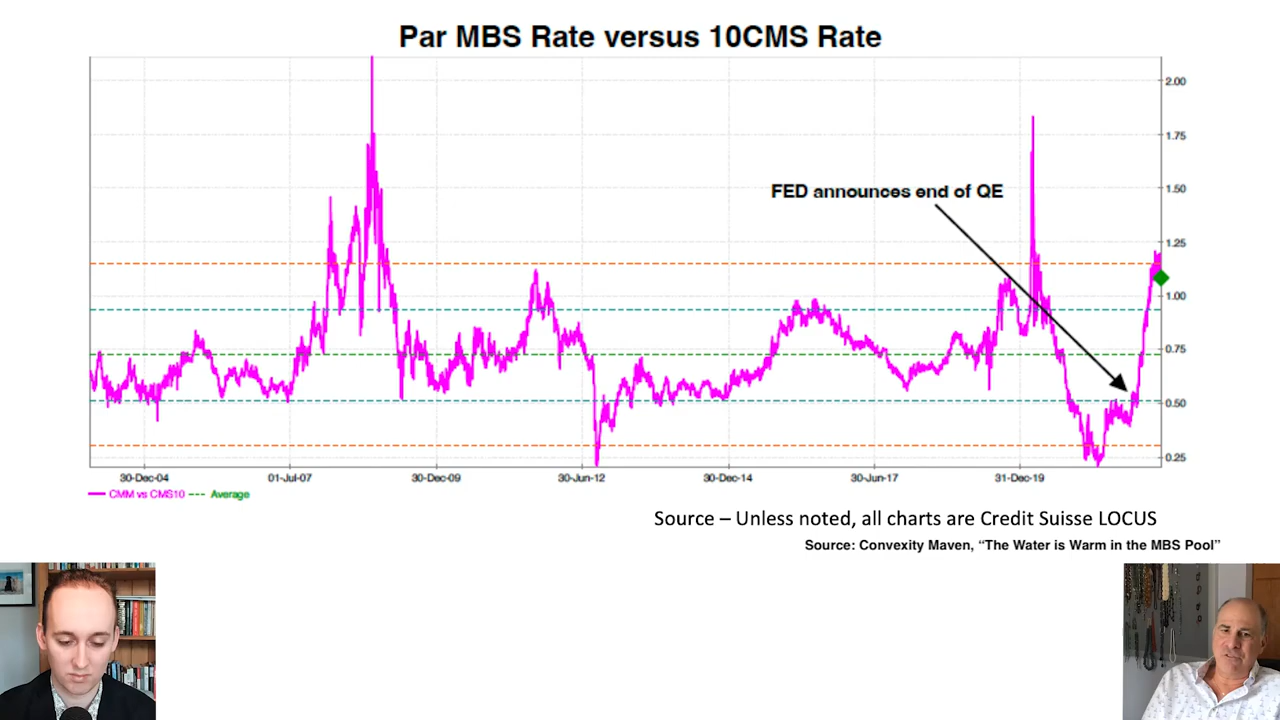 Par MBS Rate versus 10CMS Rate
2.00
1.75
FED announces end of QE
1.50
1.25
1.00
0.75
0.50
0.25
30-Dec-04 01-Jul-07 30-Dec-09 30-Jun-12 30-Dec-14 30-Jun-17 31-Dec-19
CMM vs CMS10 Average
Source – Unless noted, all charts are Credit Suisse LOCUS
Source: Convexity Maven, “The Water is Warm in the MBS Pool”